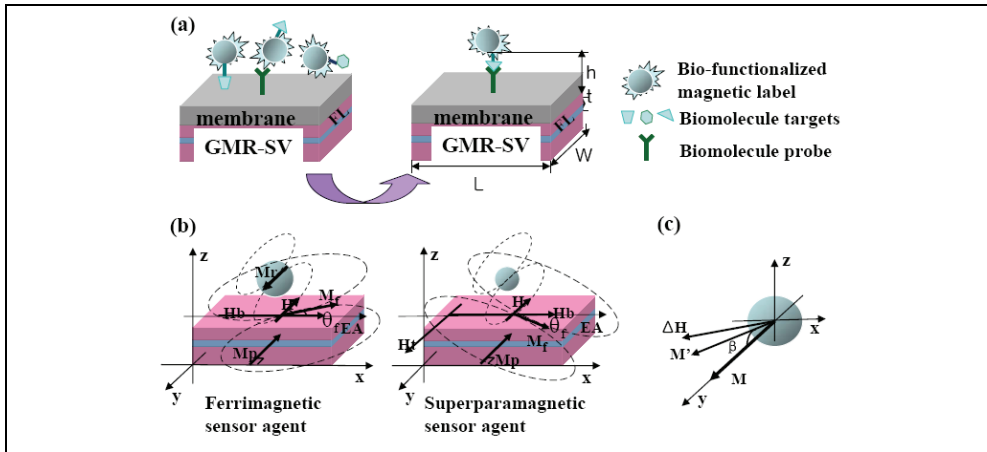 (a)
membrane
FL
GMR-SV
membrane
FL
GMR-SV
h
t
W
L
Bio-functionalized
magnetic label
Biomolecule targets
Biomolecule probe
(b)
z
Mr
H
Mf
Hb
θf EA
Mp
x
y
Ferrimagnetic
sensor agent
z
H
Hb
θf EA
Ht
Mf
Mp
x
y
Superparamagnetic
sensor agent
(c)
z
x
ΔH
β
M'
M
y